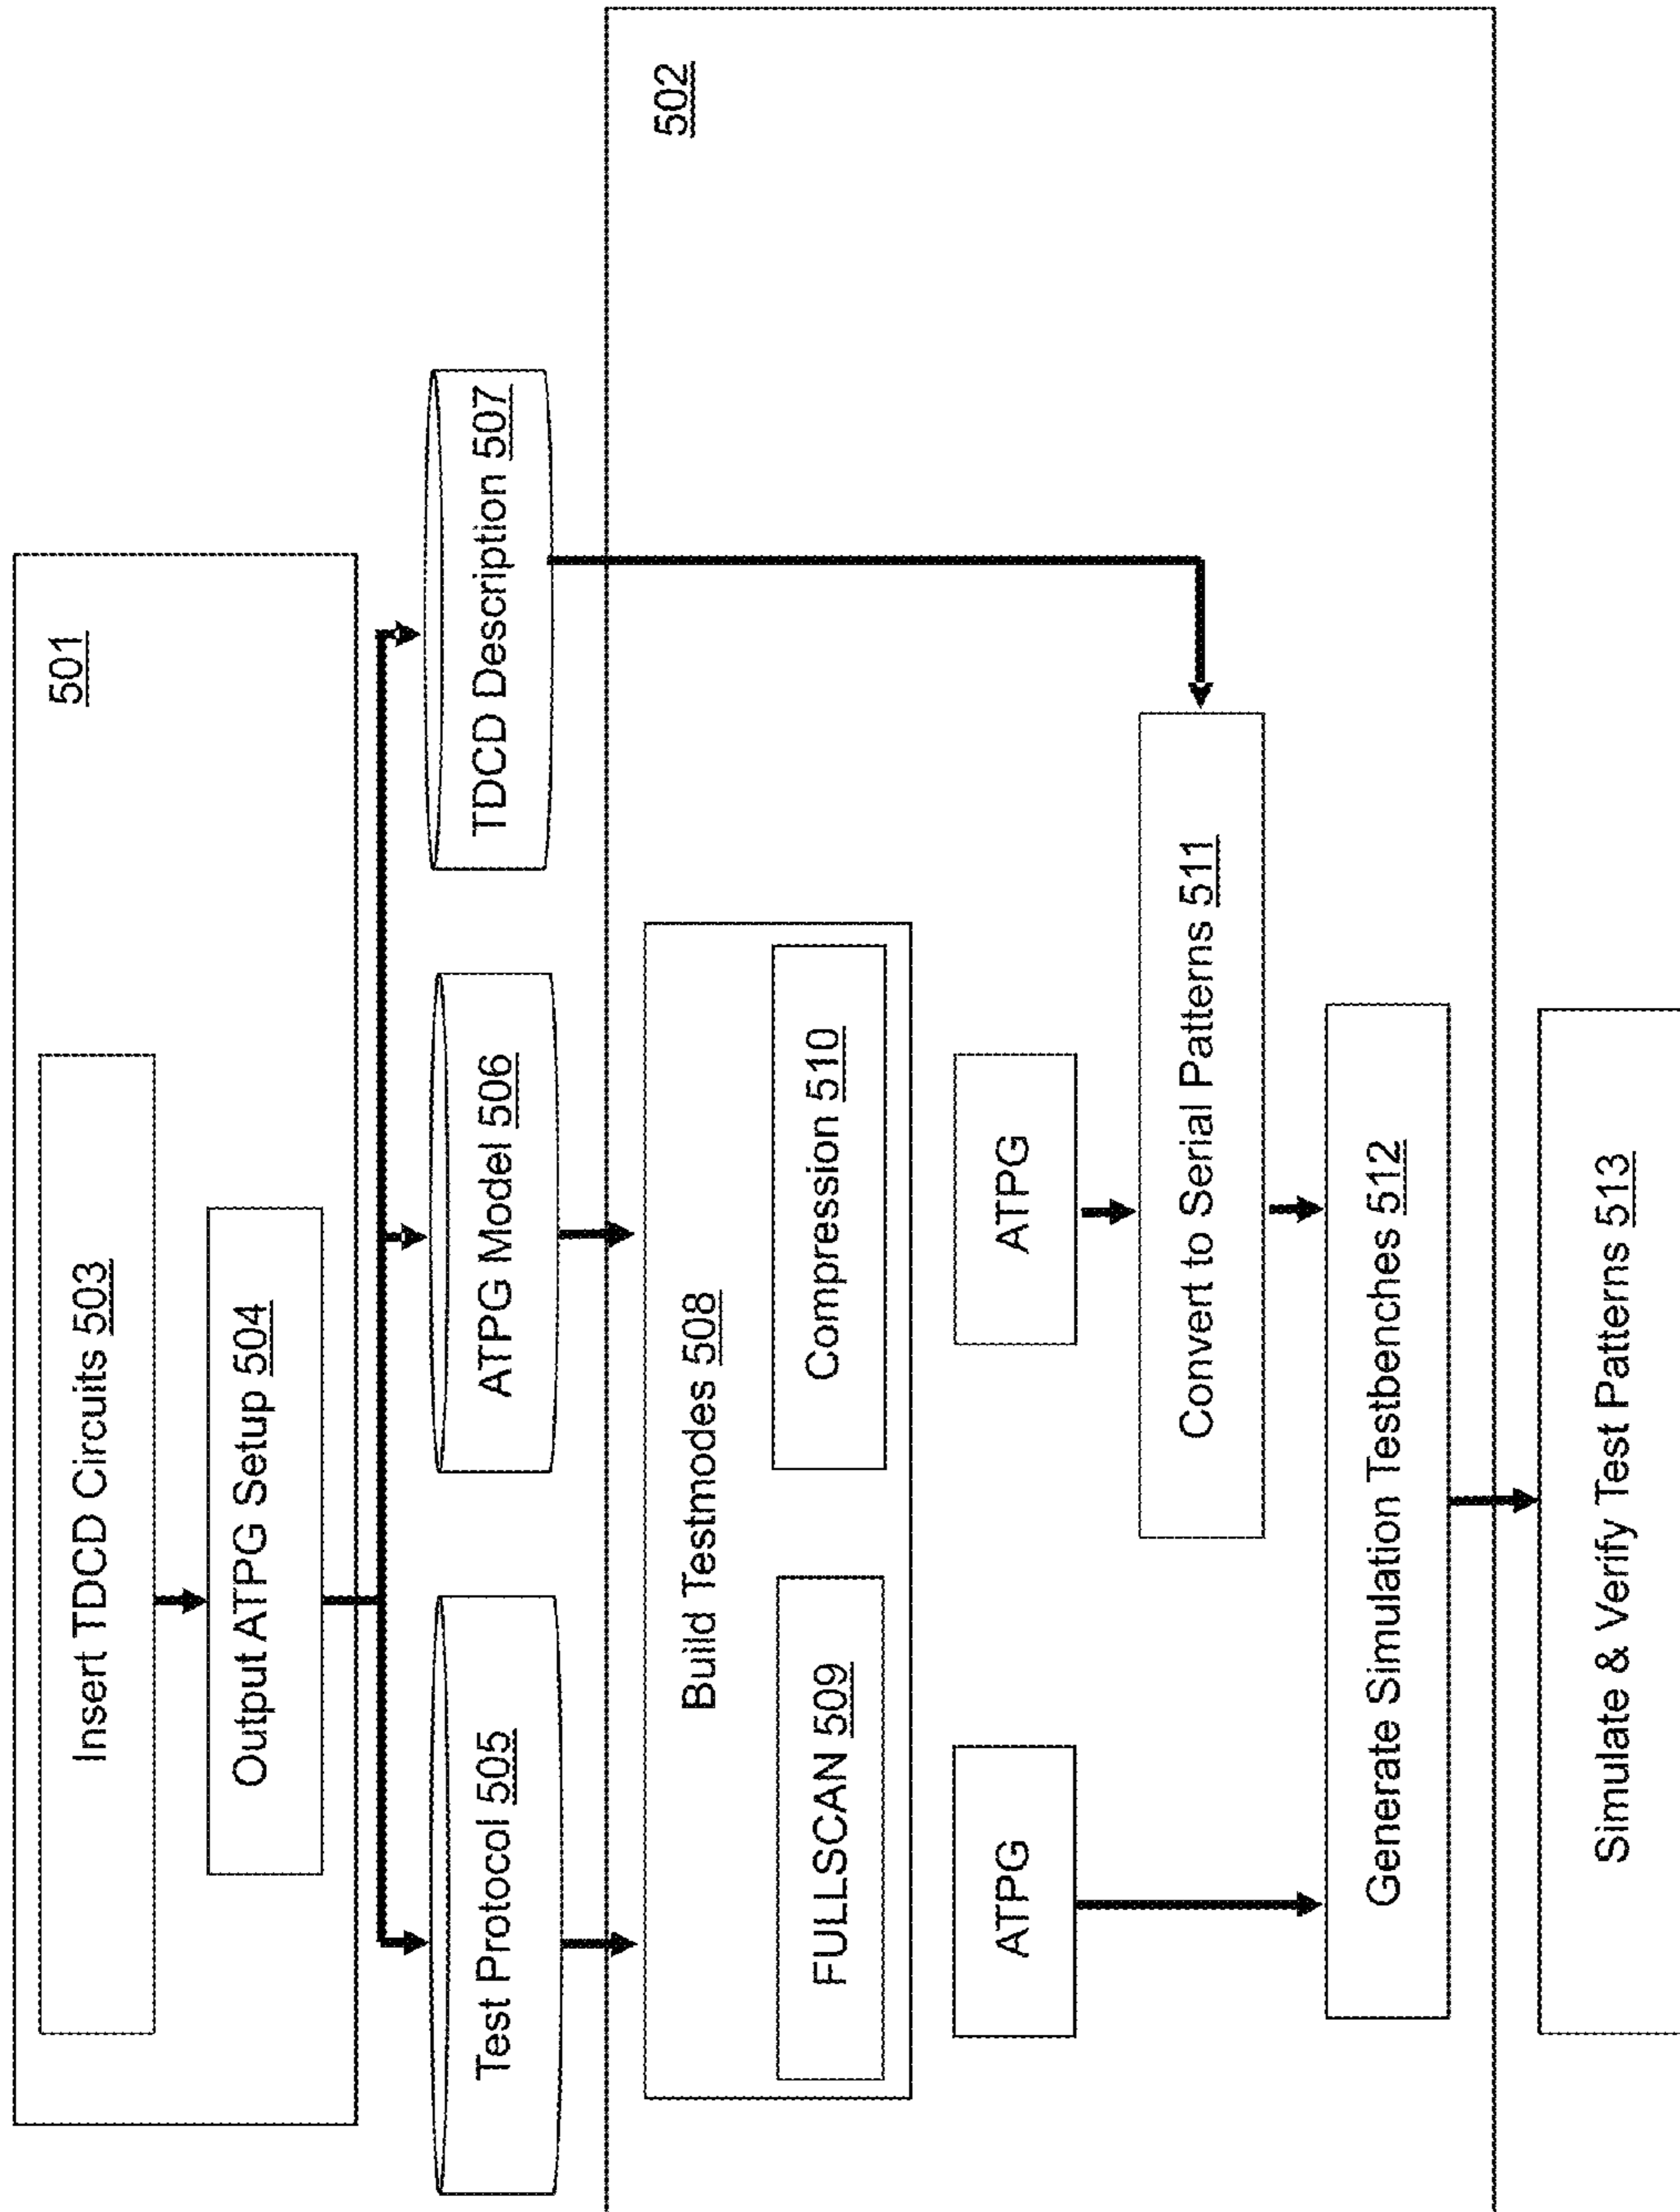 501
Insert TDCD Circuits 503
Output ATPG Setup 504
Test Protocol 505
ATPG Model 506
TDCD Description 507
502
Build Testmodes 508
FULLSCAN 509
Compression 510
ATPG
ATPG
Convert to Serial Patterns 511
Generate Simulation Testbenches 512
Simulate & Verify Test Patterns 513